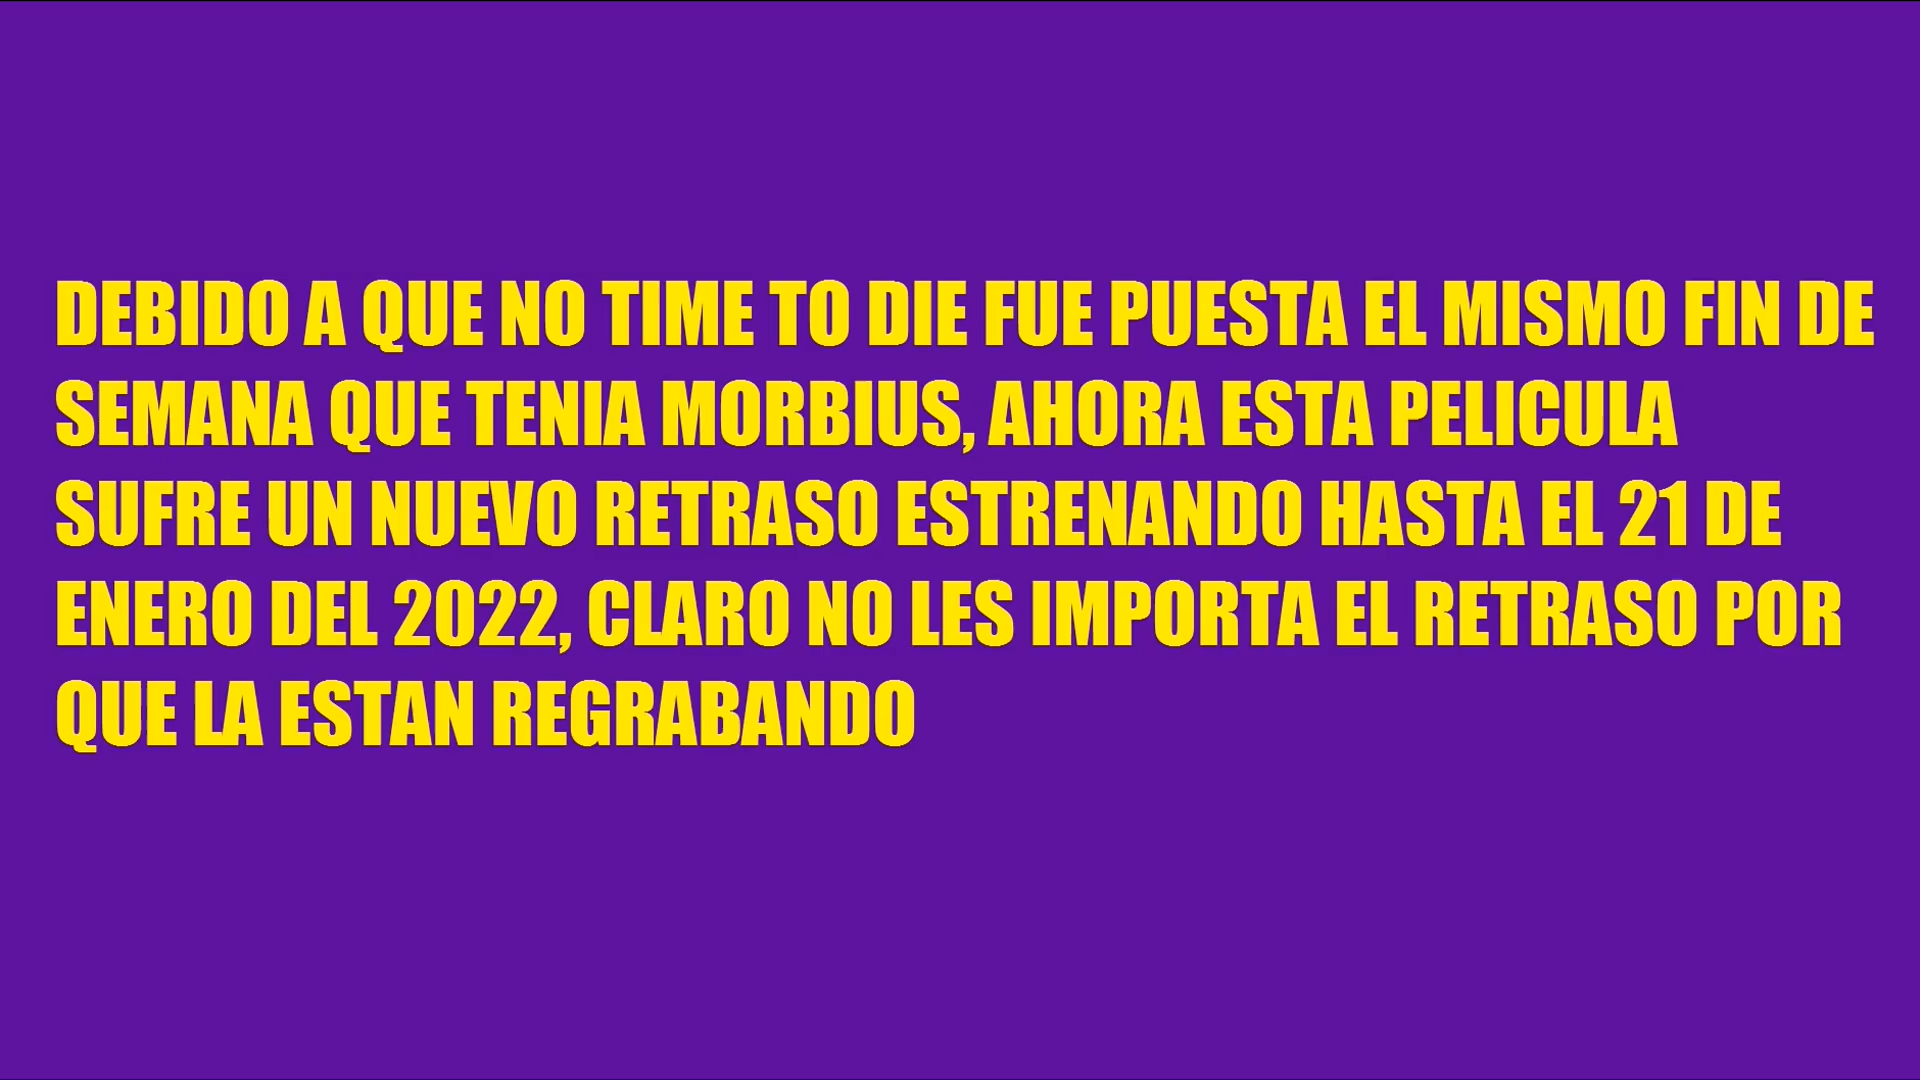 DEBIDO A QUE NO TIME TO DIE FUE PUESTA EL MISMO FIN DE
SEMANA QUE TENIA MORBIUS, AHORA ESTA PELICULA
SUFRE UN NUEVO RETRASO ESTRENANDO HASTA EL 21 DE
ENERO DEL 2022, CLARO NO LES IMPORTA EL RETRASO POR
QUE LA ESTAN REGRABANDO